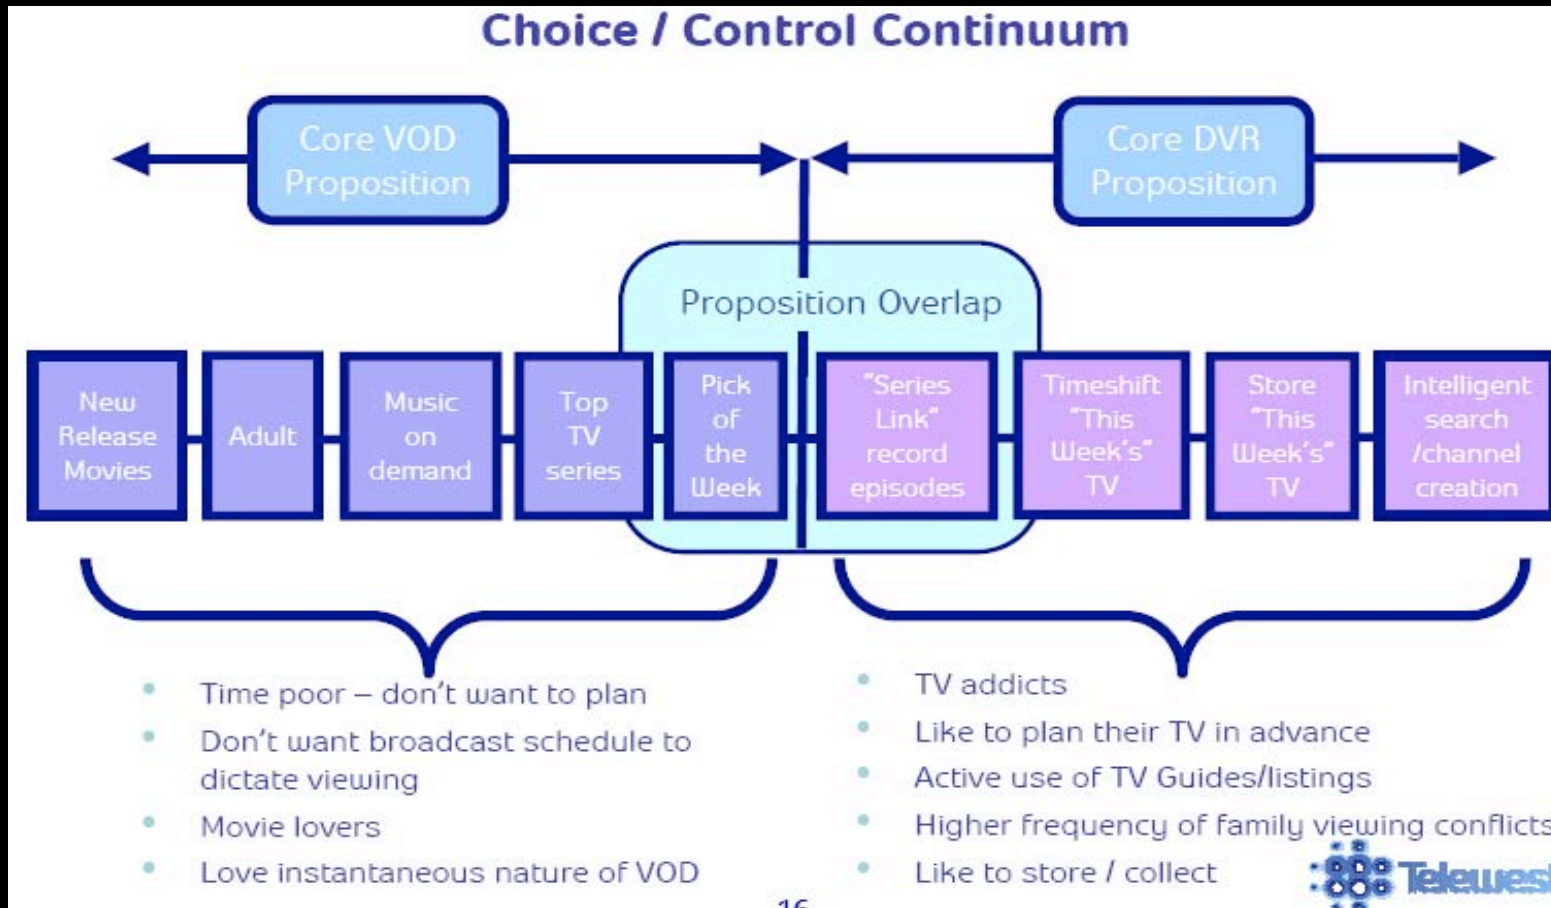 Choice / Control Continuum
Core VOD
Proposition
Core DVR
Proposition
Proposition Overlap
New
Release
Movies
Adult
Music
on
demand
Top
TV
series
Pick
of
the
Week
"Series
Link"
record
episodes
Timeshift
"This
Week's"
TV
Store
"This
Week's"
TV
Intelligent
search
/channel
creation
• Time poor – don't want to plan
• Don't want broadcast schedule to
dictate viewing
• Movie lovers
• Love instantaneous nature of VOD
• TV addicts
• Like to plan their TV in advance
• Active use of TV Guides/listings
• Higher frequency of family viewing conflicts
• Like to store / collect
16
Telewest